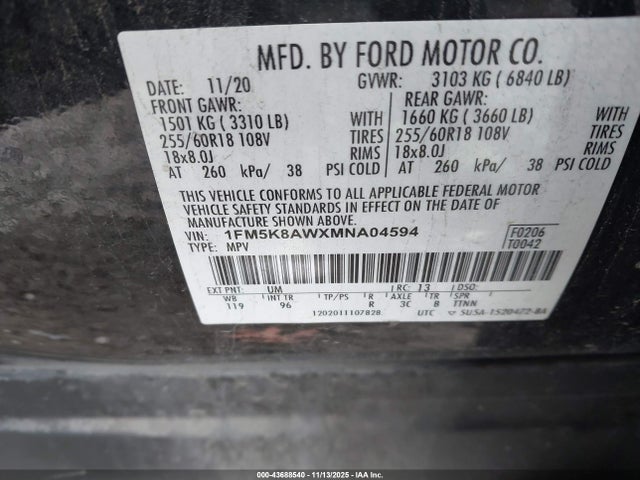 MFD. BY FORD MOTOR CO.
DATE: 11/20 GVWR: 3103 KG ( 6840 LB)
FRONT GAWR: REAR GAWR:
1501 KG ( 3310 LB) WITH 1660 KG ( 3660 LB) WITH
255/60R18 108V TIRES 255/60R18 108V TIRES
18x8.0J RIMS 18x8.0J RIMS
AT 260 kPa/ 38 PSI COLD AT 260 kPa/ 38 PSI COLD
THIS VEHICLE CONFORMS TO ALL APPLICABLE FEDERAL MOTOR
VEHICLE SAFETY STANDARDS IN EFFECT ON THE DATE OF
MANUFACTURE SHOWN ABOVE.
VIN: 1FM5K8AWXMNA04594 F0206
TYPE: MPV T0042
EXT PNT: UM RC: 13 DSO:
WB INT TR TP/PS R AXLE TR SPR
119 96 R 3C B TTNN
1202011107828 UTC SUSA-1520472-BA
000-43688540 - 11/13/2025 - IAA Inc.